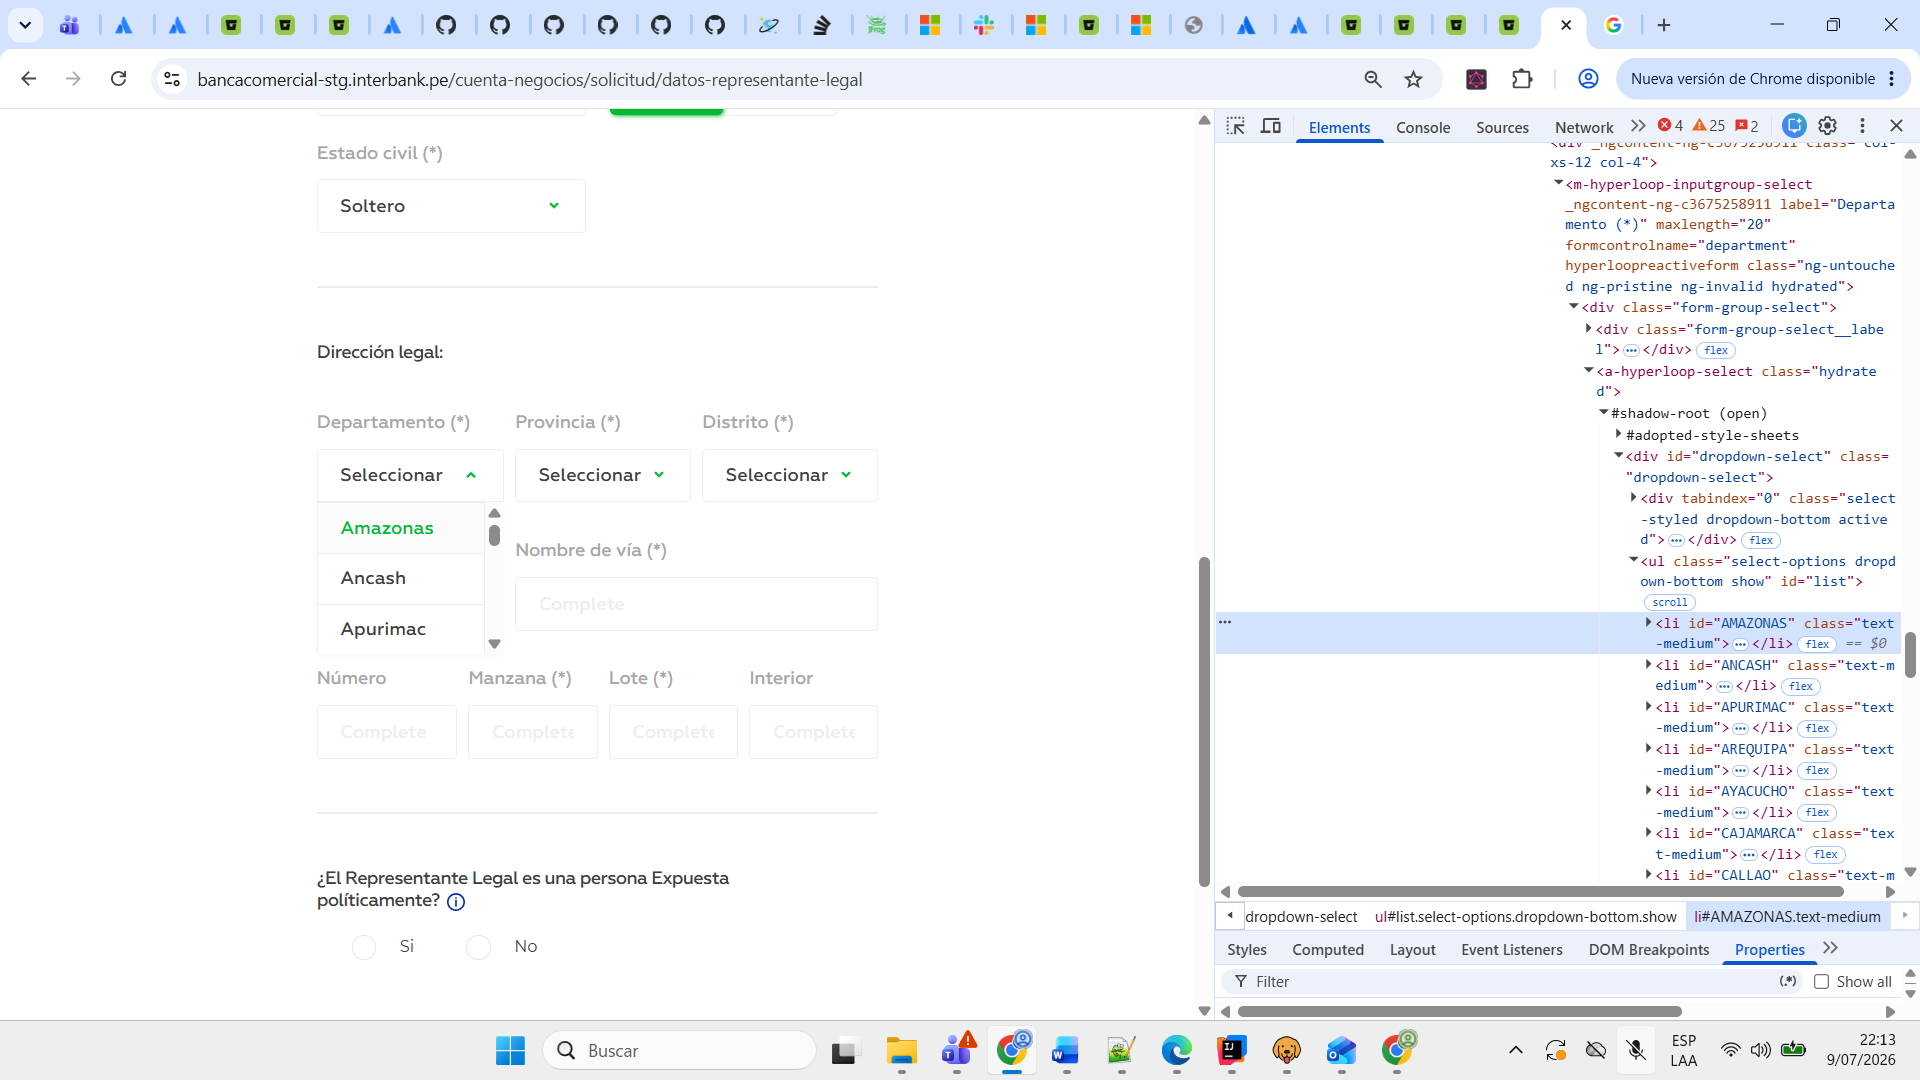 bancacomercial-stg.interbank.pe/cuenta-negocios/solicitud/datos-representante-legal
Nueva versión de Chrome disponible
Estado civil (*)
Soltero
Dirección legal:
Departamento (*)
Provincia (*)
Distrito (*)
Seleccionar
Seleccionar
Seleccionar
Amazonas
Ancash
Apurimac
Nombre de vía (*)
Complete
Número
Manzana (*)
Lote (*)
Interior
Complete
Complete
Complete
Complete
¿El Representante Legal es una persona Expuesta
políticamente?
Si
No
Elements
Console
Sources
Network
4
25
2
<div _ngcontent-ng-c3675258911 class="col-
xs-12 col-4">
<m-hyperloop-inputgroup-select
_ngcontent-ng-c3675258911 label="Departa
mento (*)" maxlength="20"
formcontrolname="department"
hyperloopreactiveform class="ng-untouche
d ng-pristine ng-invalid hydrated">
<div class="form-group-select">
<div class="form-group-select__labe
l">…</div> flex
<a-hyperloop-select class="hydrate
d">
#shadow-root (open)
#adopted-style-sheets
<div id="dropdown-select" class=
"dropdown-select">
<div tabindex="0" class="select
-styled dropdown-bottom active
d">…</div> flex
<ul class="select-options dropd
own-bottom show" id="list">
scroll
<li id="AMAZONAS" class="text
-medium">…</li> flex == $0
<li id="ANCASH" class="text-m
edium">…</li> flex
<li id="APURIMAC" class="text
-medium">…</li> flex
<li id="AREQUIPA" class="text
-medium">…</li> flex
<li id="AYACUCHO" class="text
-medium">…</li> flex
<li id="CAJAMARCA" class="tex
t-medium">…</li> flex
<li id="CALLAO" class="text-m
dropdown-select
ul#list.select-options.dropdown-bottom.show
li#AMAZONAS.text-medium
Styles
Computed
Layout
Event Listeners
DOM Breakpoints
Properties
Filter
(.*)
Show all
Buscar
ESP
LAA
22:13
9/07/2026